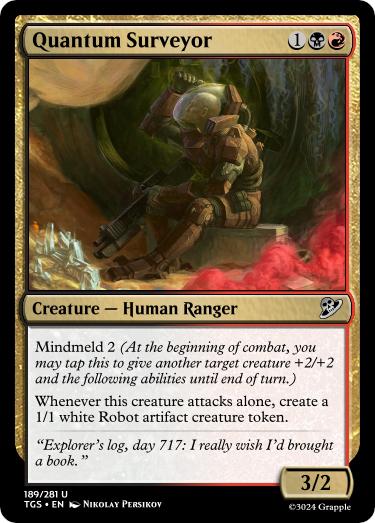 Quantum Surveyor 1
Creature — Human Ranger
Mindmeld 2 (At the beginning of combat, you
may tap this to give another target creature +2/+2
and the following abilities until end of turn.)
Whenever this creature attacks alone, create a
1/1 white Robot artifact creature token.
“Explorer’s log, day 717: I really wish I’d brought
a book.”
3/2
189/281 U
TGS • EN Nikolay Persikov
©3024 Grapple